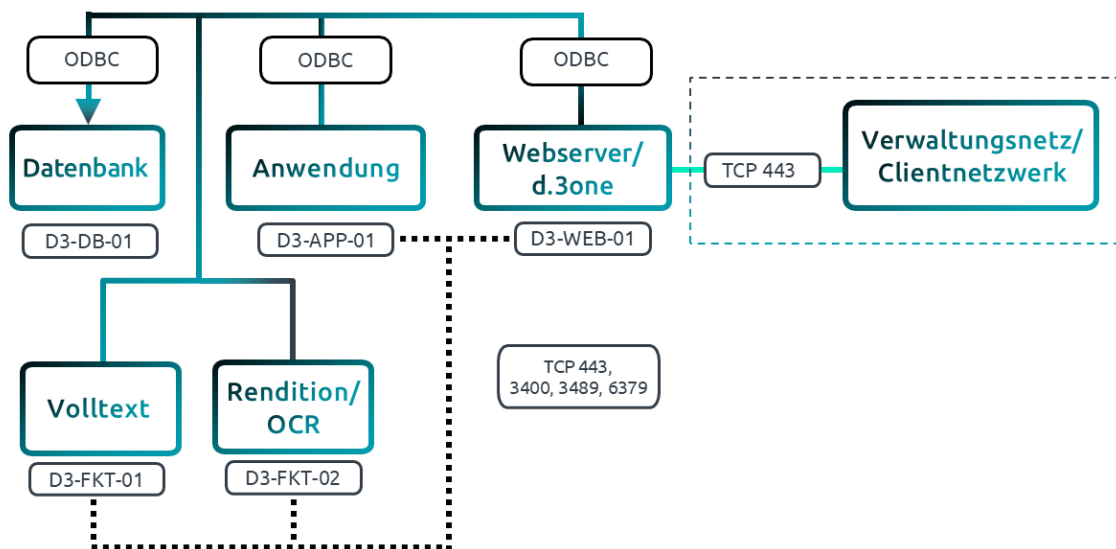 ODBC
ODBC
ODBC
Datenbank
Anwendung
Webserver/
d.3one
TCP 443
Verwaltungsnetz/
Clientnetzwerk
D3-DB-01
D3-APP-01
D3-WEB-01
TCP 443,
3400, 3489, 6379
Volltext
Rendition/
OCR
D3-FKT-01
D3-FKT-02